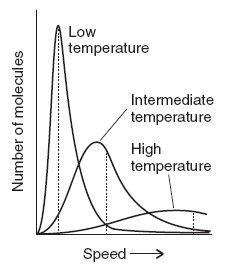 Low
temperature
Intermediate
temperature
High
temperature
Number of molecules
Speed